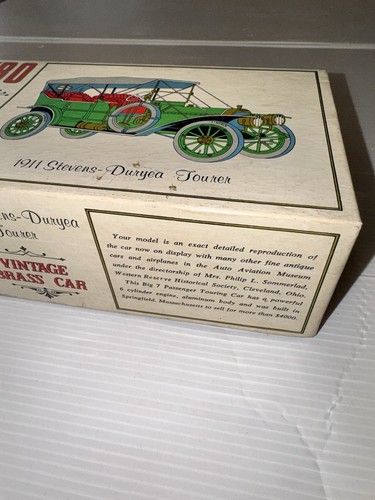 RD
1911 Stevens-Duryea Tourer
ns-Duryea
Tourer
VINTAGE
BRASS CAR
Your model is an exact detailed reproduction of
the car now on display with many other fine antique
cars and airplanes in the Auto Aviation Museum
under the directorship of Mrs. Philip L. Sommerlad,
Western Reserve Historical Society, Cleveland, Ohio.
This Big 7 Passenger Touring Car has a powerful
6 cylinder engine, aluminum body and was built in
Springfield, Massachusetts to sell for more than $4000.